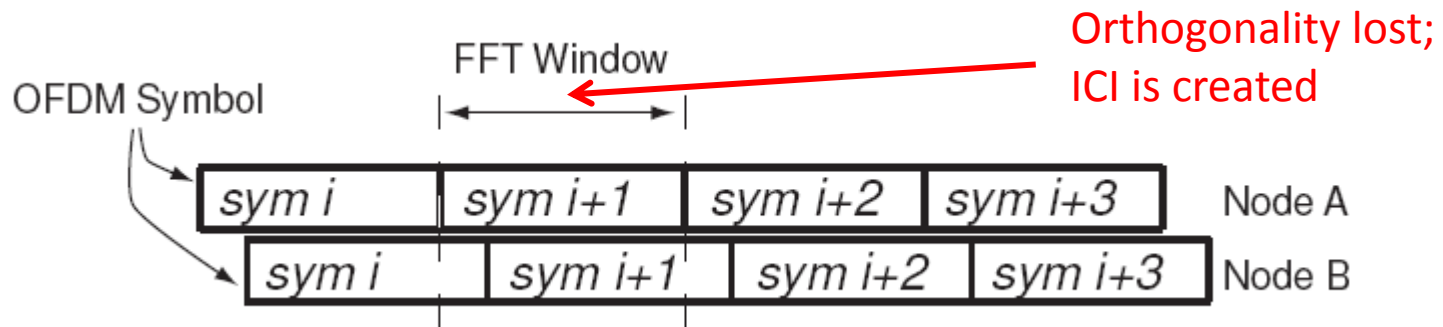 Orthogonality lost;
ICI is created
FFT Window
OFDM Symbol
sym i sym i+1 sym i+2 sym i+3 Node A
sym i sym i+1 sym i+2 sym i+3 Node B